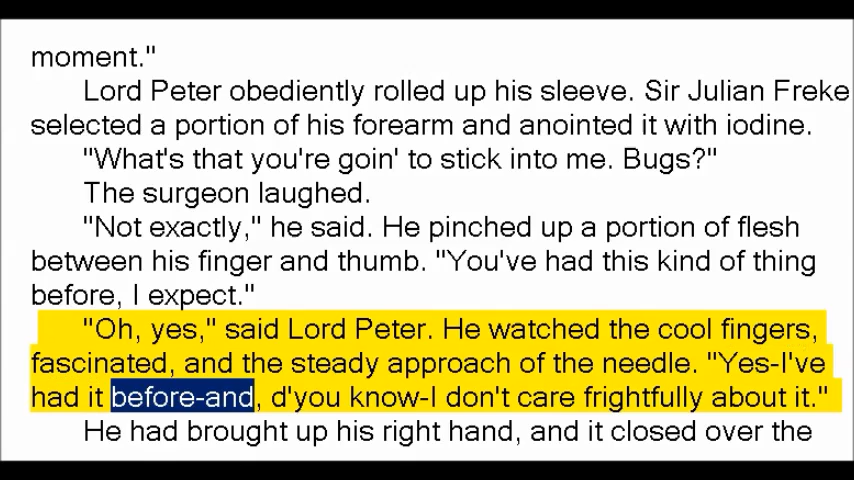 moment."
Lord Peter obediently rolled up his sleeve. Sir Julian Freke
selected a portion of his forearm and anointed it with iodine.
"What's that you're goin' to stick into me. Bugs?"
The surgeon laughed.
"Not exactly," he said. He pinched up a portion of flesh
between his finger and thumb. "You've had this kind of thing
before, I expect."
"Oh, yes," said Lord Peter. He watched the cool fingers,
fascinated, and the steady approach of the needle. "Yes-I've
had it before-and, d'you know-I don't care frightfully about it."
He had brought up his right hand, and it closed over the